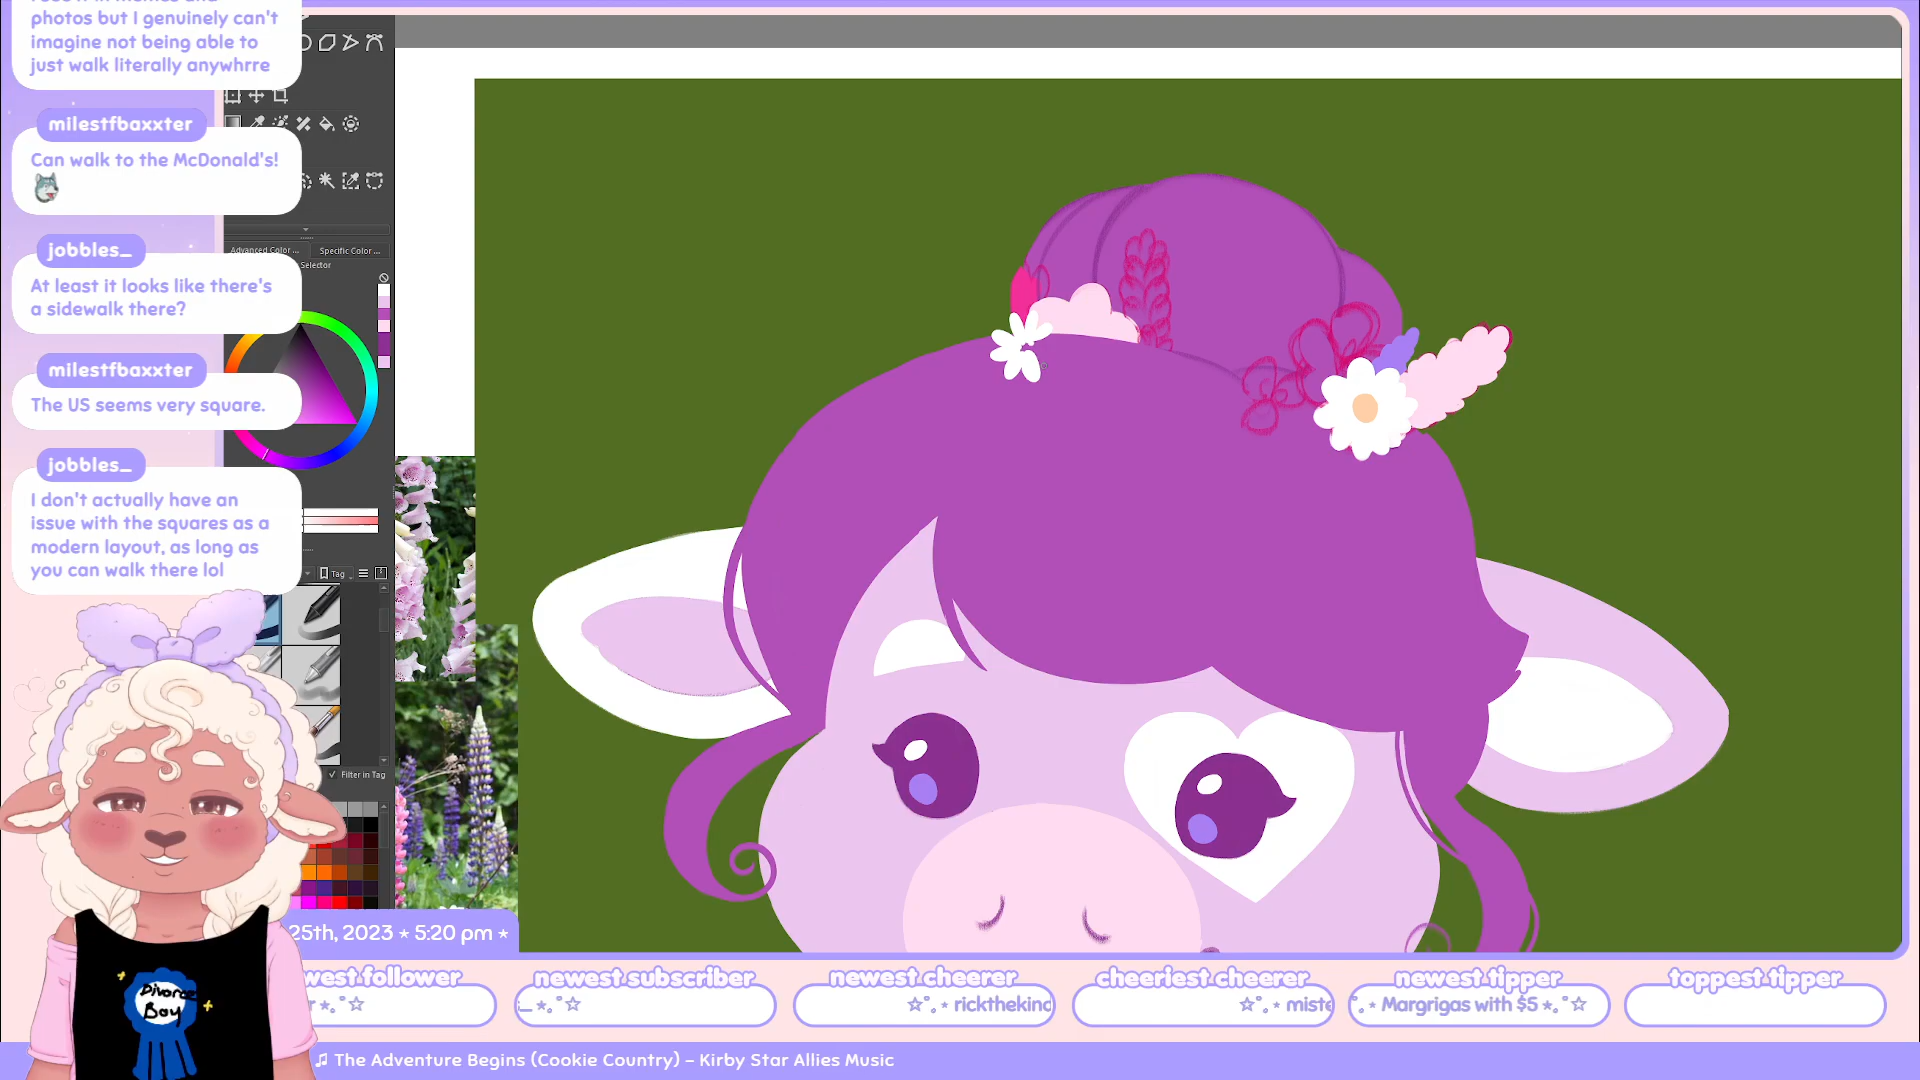 photos but I genuinely can't
imagine not being able to
just walk literally anywhrre
milestfbaxxter
Can walk to the McDonald's!
jobbles_
At least it looks like there's
a sidewalk there?
milestfbaxxter
The US seems very square.
jobbles_
I don't actually have an
issue with the squares as a
modern layout, as long as
you can walk there lol
Advanced Color ...
Specific Color ...
Selector
Tag
Filter in Tag
Divorce
Boy
25th, 2023 ⋆ 5:20 pm ⋆
west follower
newest subscriber
newest cheerer
cheeriest cheerer
newest tipper
toppest tipper
r ⋆.˚☆
_ ⋆.˚☆
☆˚.⋆ rickthekind
☆˚.⋆ miste
˚.⋆ Margrigas with $5 ⋆.˚☆
♫ The Adventure Begins (Cookie Country) - Kirby Star Allies Music